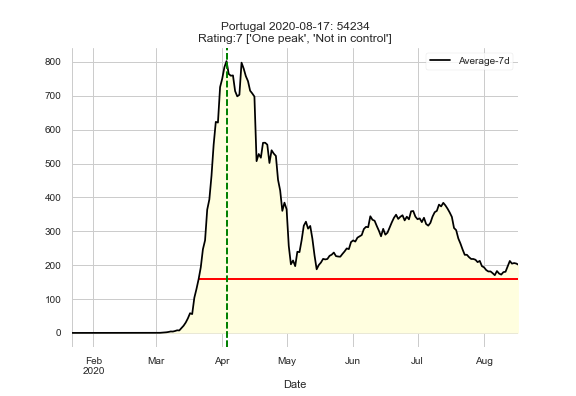 Portugal 2020-08-17: 54234
Rating:7 ['One peak', 'Not in control']
Average-7d
800
700
600
500
400
300
200
100
0
Feb Mar Apr May Jun Jul Aug
2020
Date